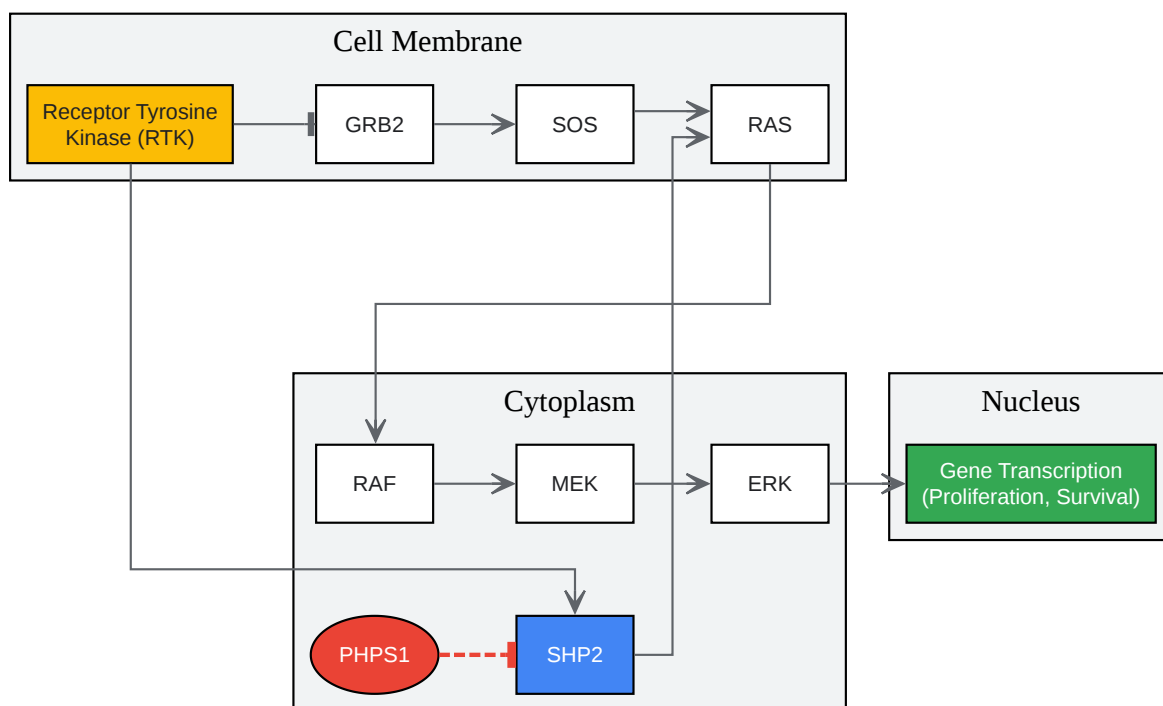 Cell Membrane
Receptor Tyrosine
Kinase (RTK)
GRB2
SOS
RAS
Cytoplasm
Nucleus
RAF
MEK
ERK
Gene Transcription
(Proliferation, Survival)
PHPS1
SHP2